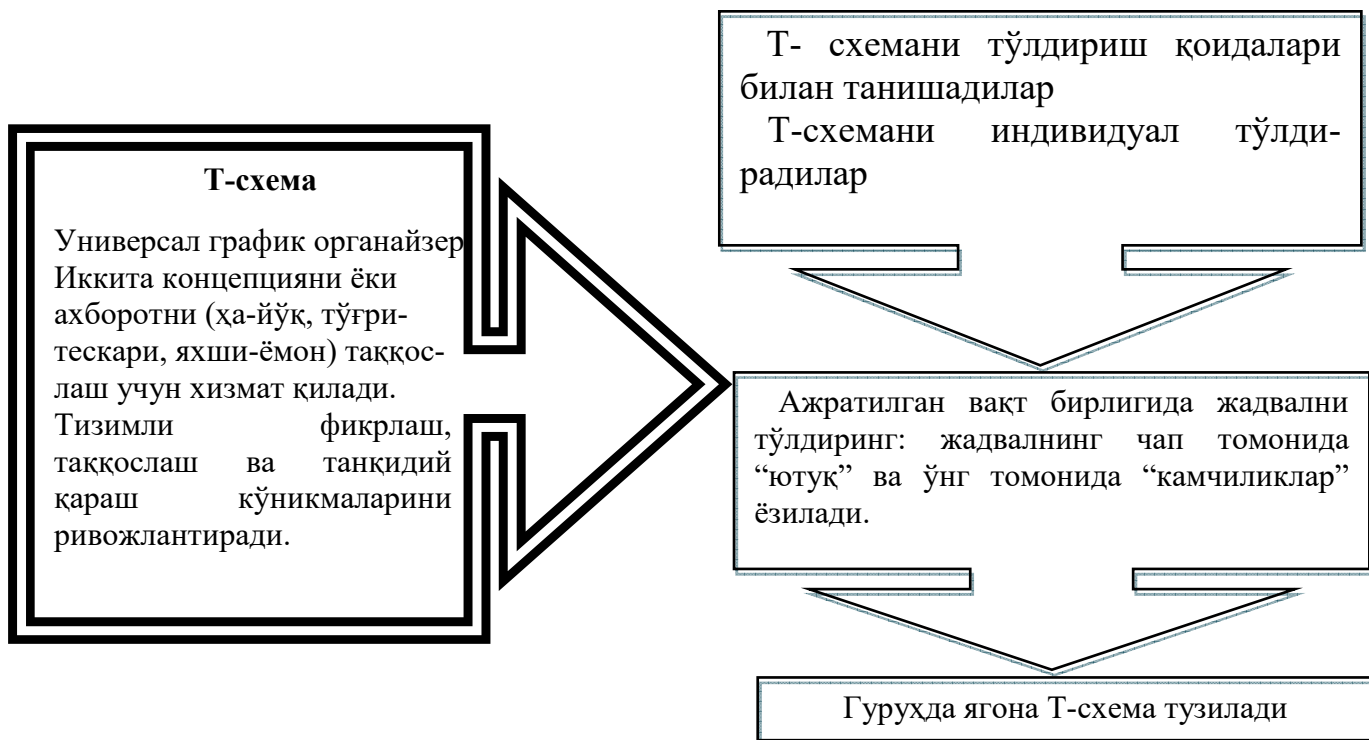 Т-схема
Универсал график органайзер
Иккита концепцияни ёки
ахборотни (ҳа-йўқ, тўғри-
тескари, яхши-ёмон) таққос-
лаш учун хизмат қилади.
Тизимли фикрлаш,
таққослаш ва танқидий
қараш кўникмаларини
ривожлантиради.
Т- схемани тўлдириш қоидалари
билан танишадилар
Т-схемани индивидуал тўлди-
радилар
Ажратилган вақт бирлигида жадвални
тўлдиринг: жадвалнинг чап томонида
“ютуқ” ва ўнг томонида “камчиликлар”
ёзилади.
Гуруҳда ягона Т-схема тузилади